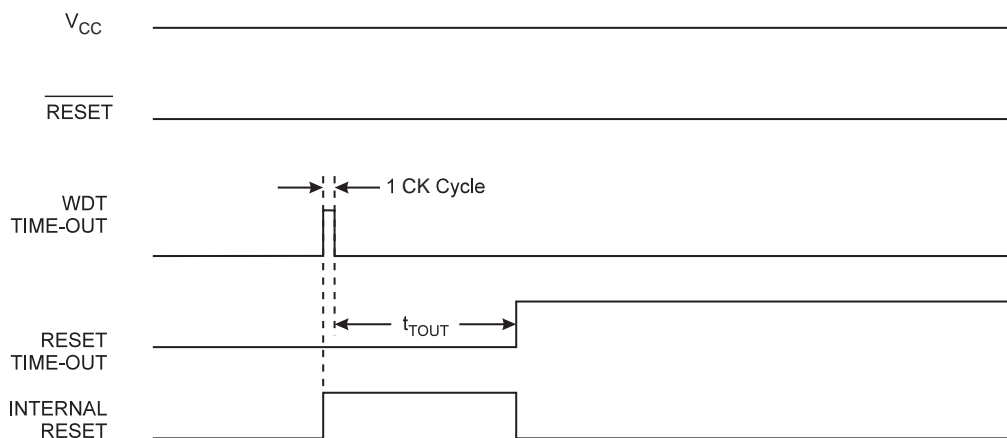 VCC
RESET
1 CK Cycle
WDT
TIME-OUT
tTOUT
RESET
TIME-OUT
INTERNAL
RESET